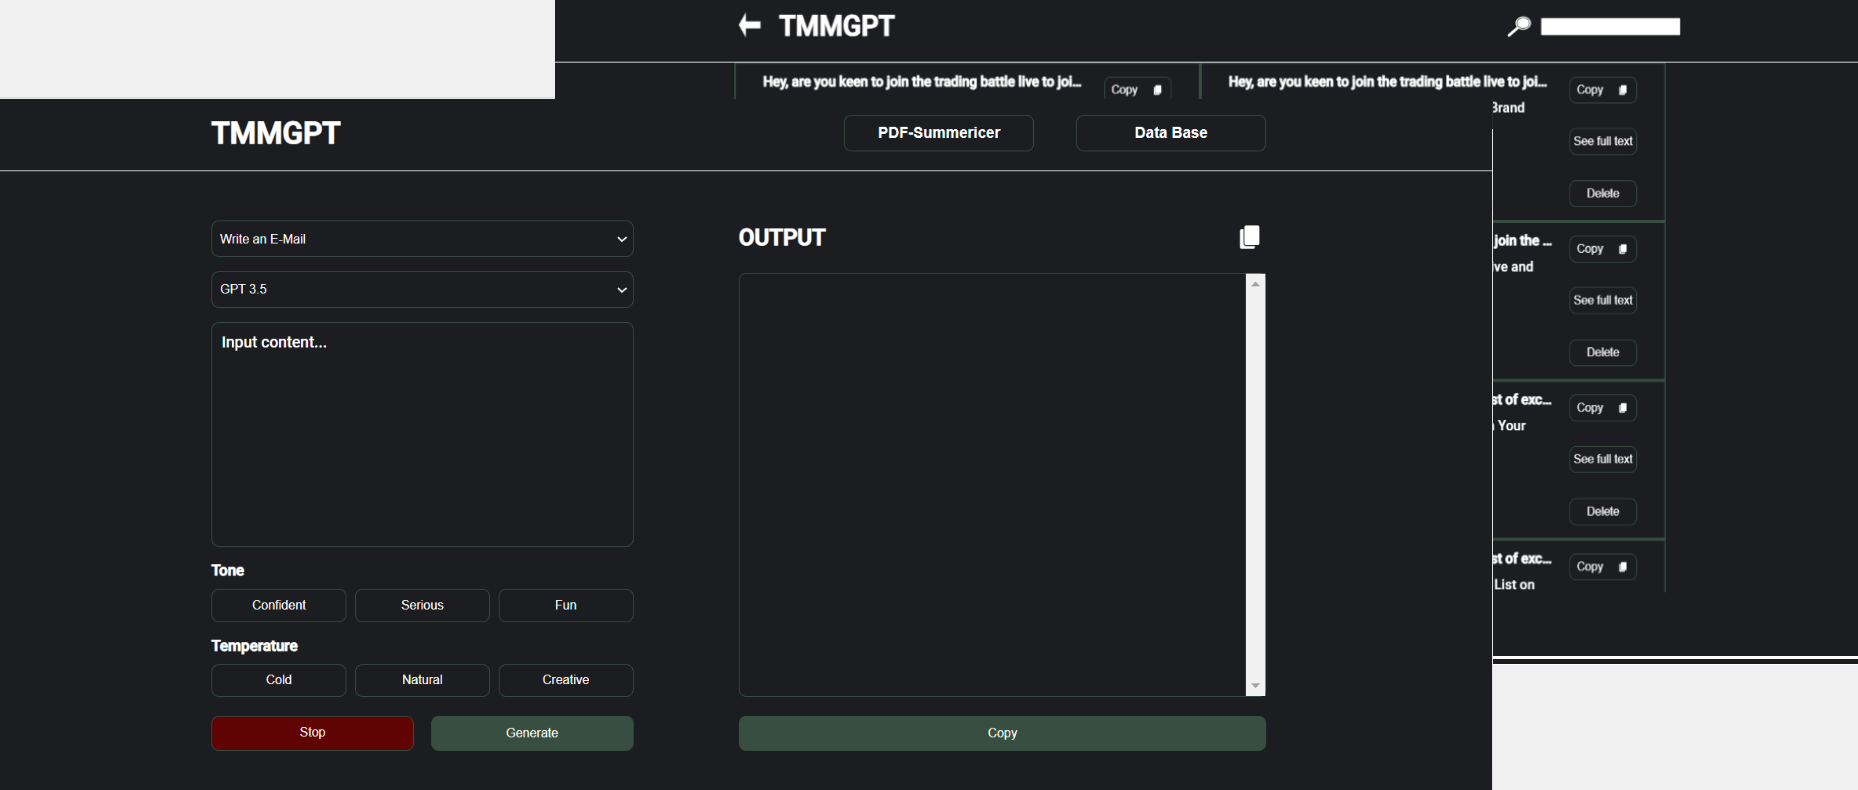 TMMGPT
Hey, are you keen to join the trading battle live to joi...
Copy
Hey, are you keen to join the trading battle live to joi...
Copy
Brand
See full text
Delete
join the ...
Copy
ive and
See full text
Delete
st of exc...
Copy
Your
See full text
Delete
st of exc...
Copy
List on
TMMGPT
PDF-Summericer
Data Base
Write an E-Mail
GPT 3.5
Input content...
Tone
Confident
Serious
Fun
Temperature
Cold
Natural
Creative
Stop
Generate
OUTPUT
Copy